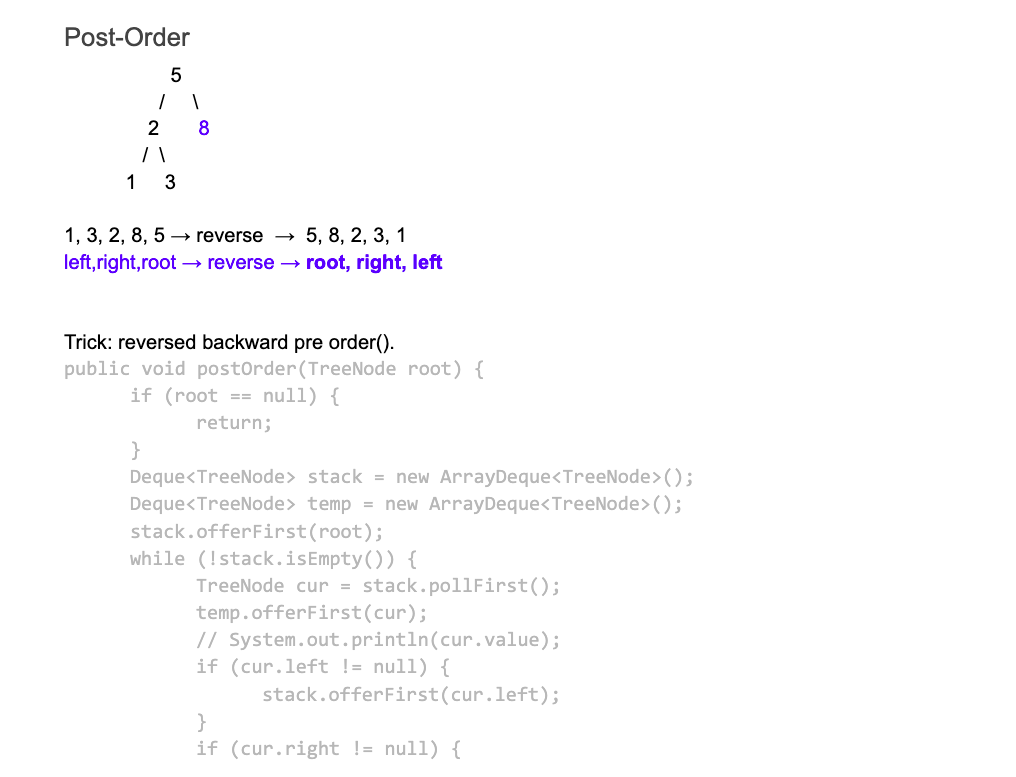 Post-Order
5
/ \
2 8
/ \
1 3
1, 3, 2, 8, 5 → reverse → 5, 8, 2, 3, 1
left,right,root → reverse → root, right, left
Trick: reversed backward pre order().
public void postOrder(TreeNode root) {
if (root == null) {
return;
}
Deque<TreeNode> stack = new ArrayDeque<TreeNode>();
Deque<TreeNode> temp = new ArrayDeque<TreeNode>();
stack.offerFirst(root);
while (!stack.isEmpty()) {
TreeNode cur = stack.pollFirst();
temp.offerFirst(cur);
// System.out.println(cur.value);
if (cur.left != null) {
stack.offerFirst(cur.left);
}
if (cur.right != null) {